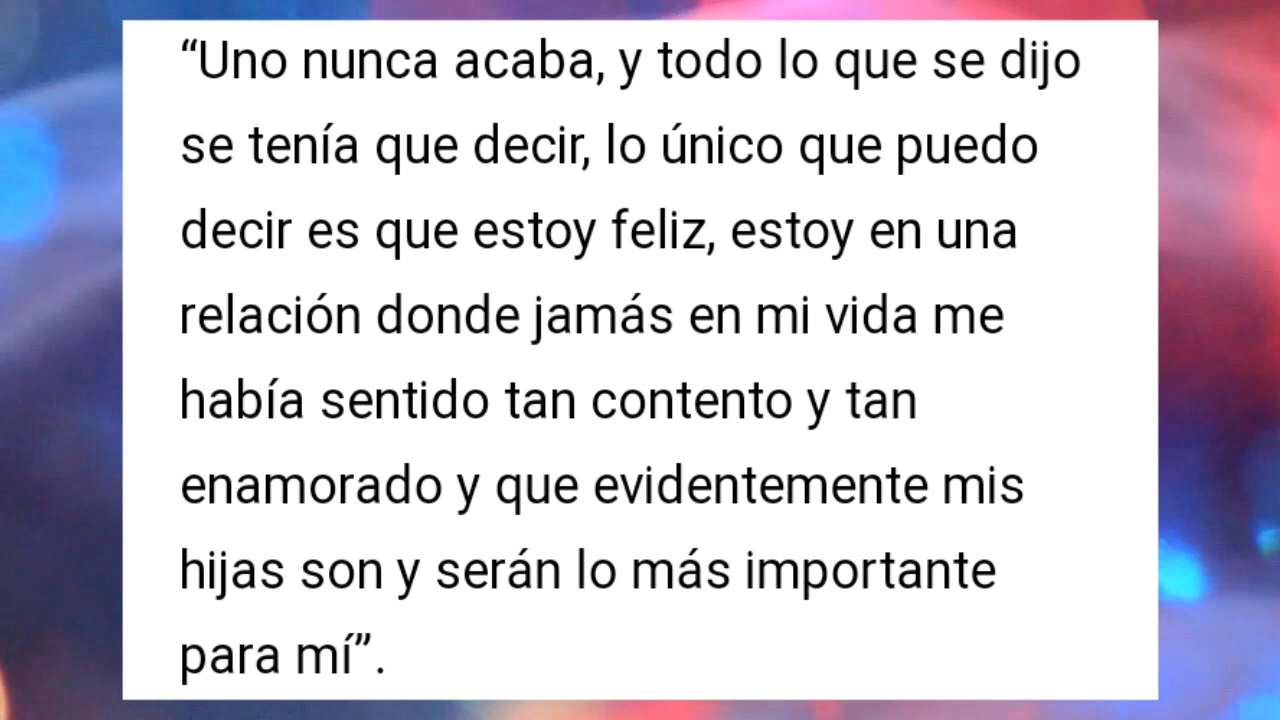 “Uno nunca acaba, y todo lo que se dijo
se tenía que decir, lo único que puedo
decir es que estoy feliz, estoy en una
relación donde jamás en mi vida me
había sentido tan contento y tan
enamorado y que evidentemente mis
hijas son y serán lo más importante
para mí”.